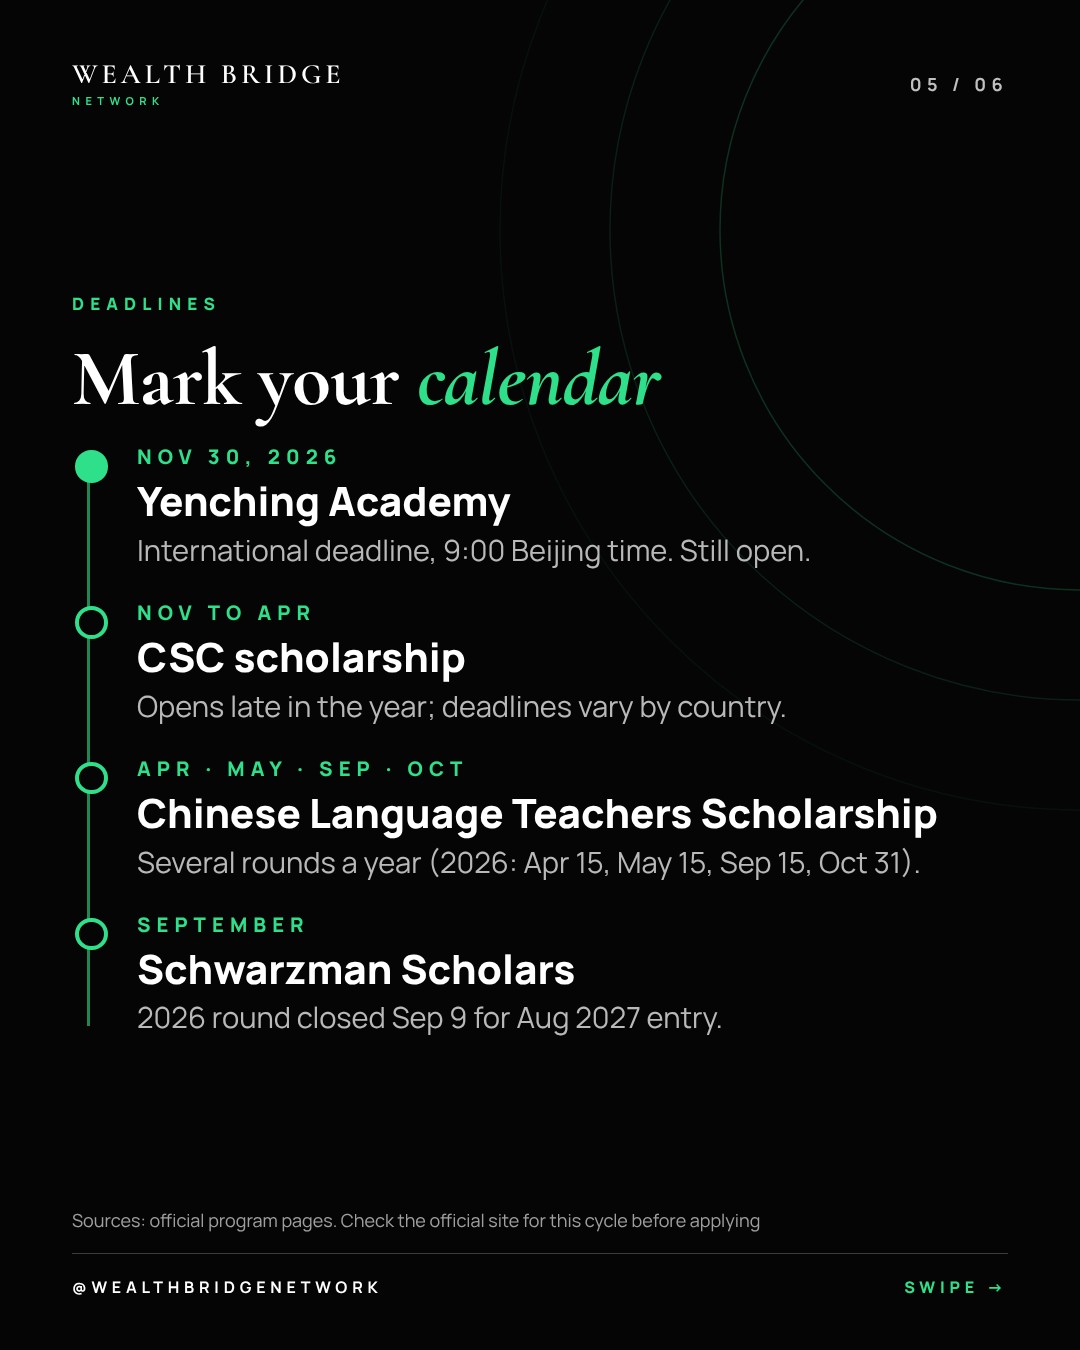 WEALTH BRIDGE
NETWORK
05 / 06
DEADLINES
Mark your calendar
NOV 30, 2026
Yenching Academy
International deadline, 9:00 Beijing time. Still open.
NOV TO APR
CSC scholarship
Opens late in the year; deadlines vary by country.
APR · MAY · SEP · OCT
Chinese Language Teachers Scholarship
Several rounds a year (2026: Apr 15, May 15, Sep 15, Oct 31).
SEPTEMBER
Schwarzman Scholars
2026 round closed Sep 9 for Aug 2027 entry.
Sources: official program pages. Check the official site for this cycle before applying
@WEALTHBRIDGENETWORK
SWIPE →